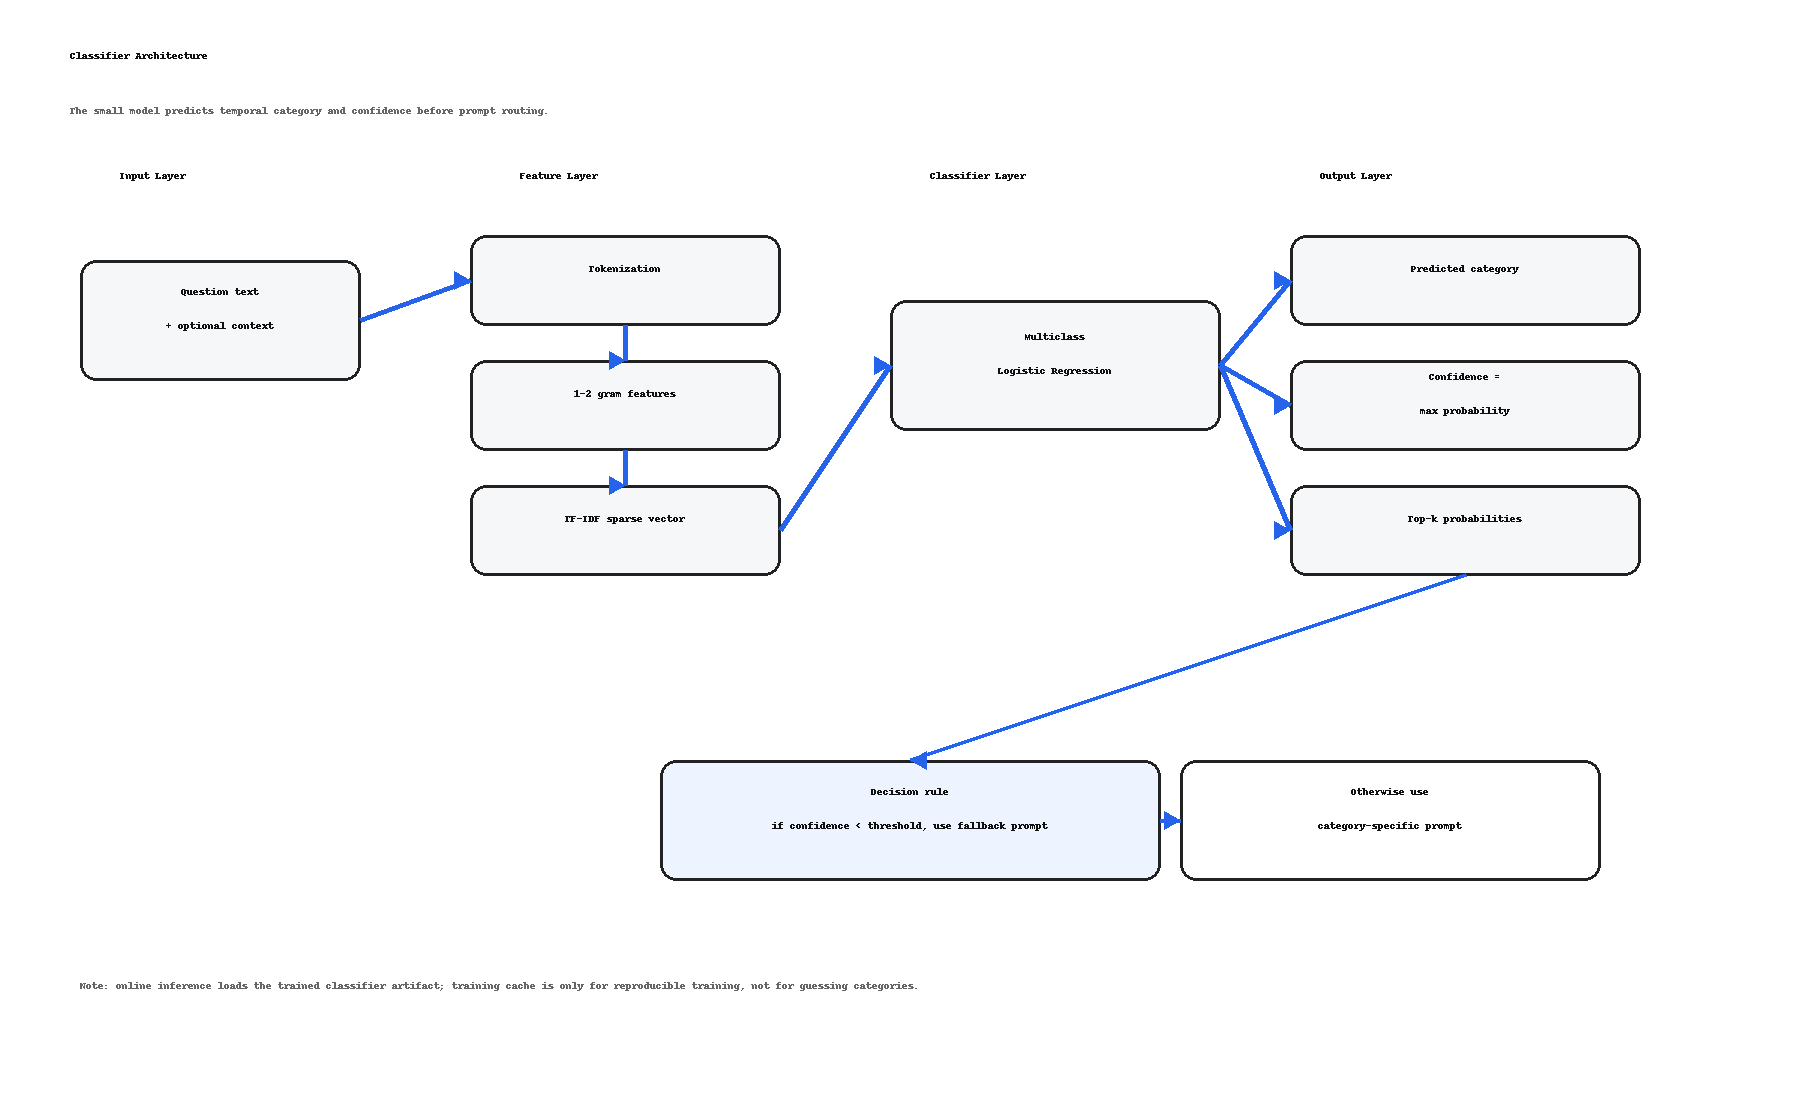 Classifier Architecture
The small model predicts temporal category and confidence before prompt routing.
Input Layer
Feature Layer
Classifier Layer
Output Layer
Question text
+ optional context
Tokenization
1-2 gram features
TF-IDF sparse vector
Multiclass
Logistic Regression
Predicted category
Confidence =
max probability
Top-k probabilities
Decision rule
if confidence < threshold, use fallback prompt
Otherwise use
category-specific prompt
Note: online inference loads the trained classifier artifact; training cache is only for reproducible training, not for guessing categories.